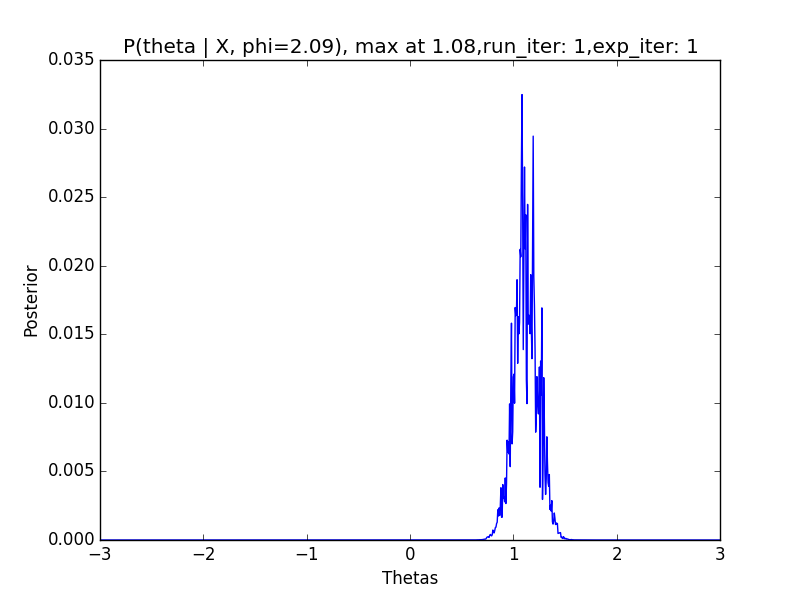 P(theta | X, phi=2.09), max at 1.08,run_iter: 1,exp_iter: 1
0.035
0.030
0.025
0.020
0.015
0.010
0.005
0.000
Posterior
−3 −2 −1 0 1 2 3
Thetas